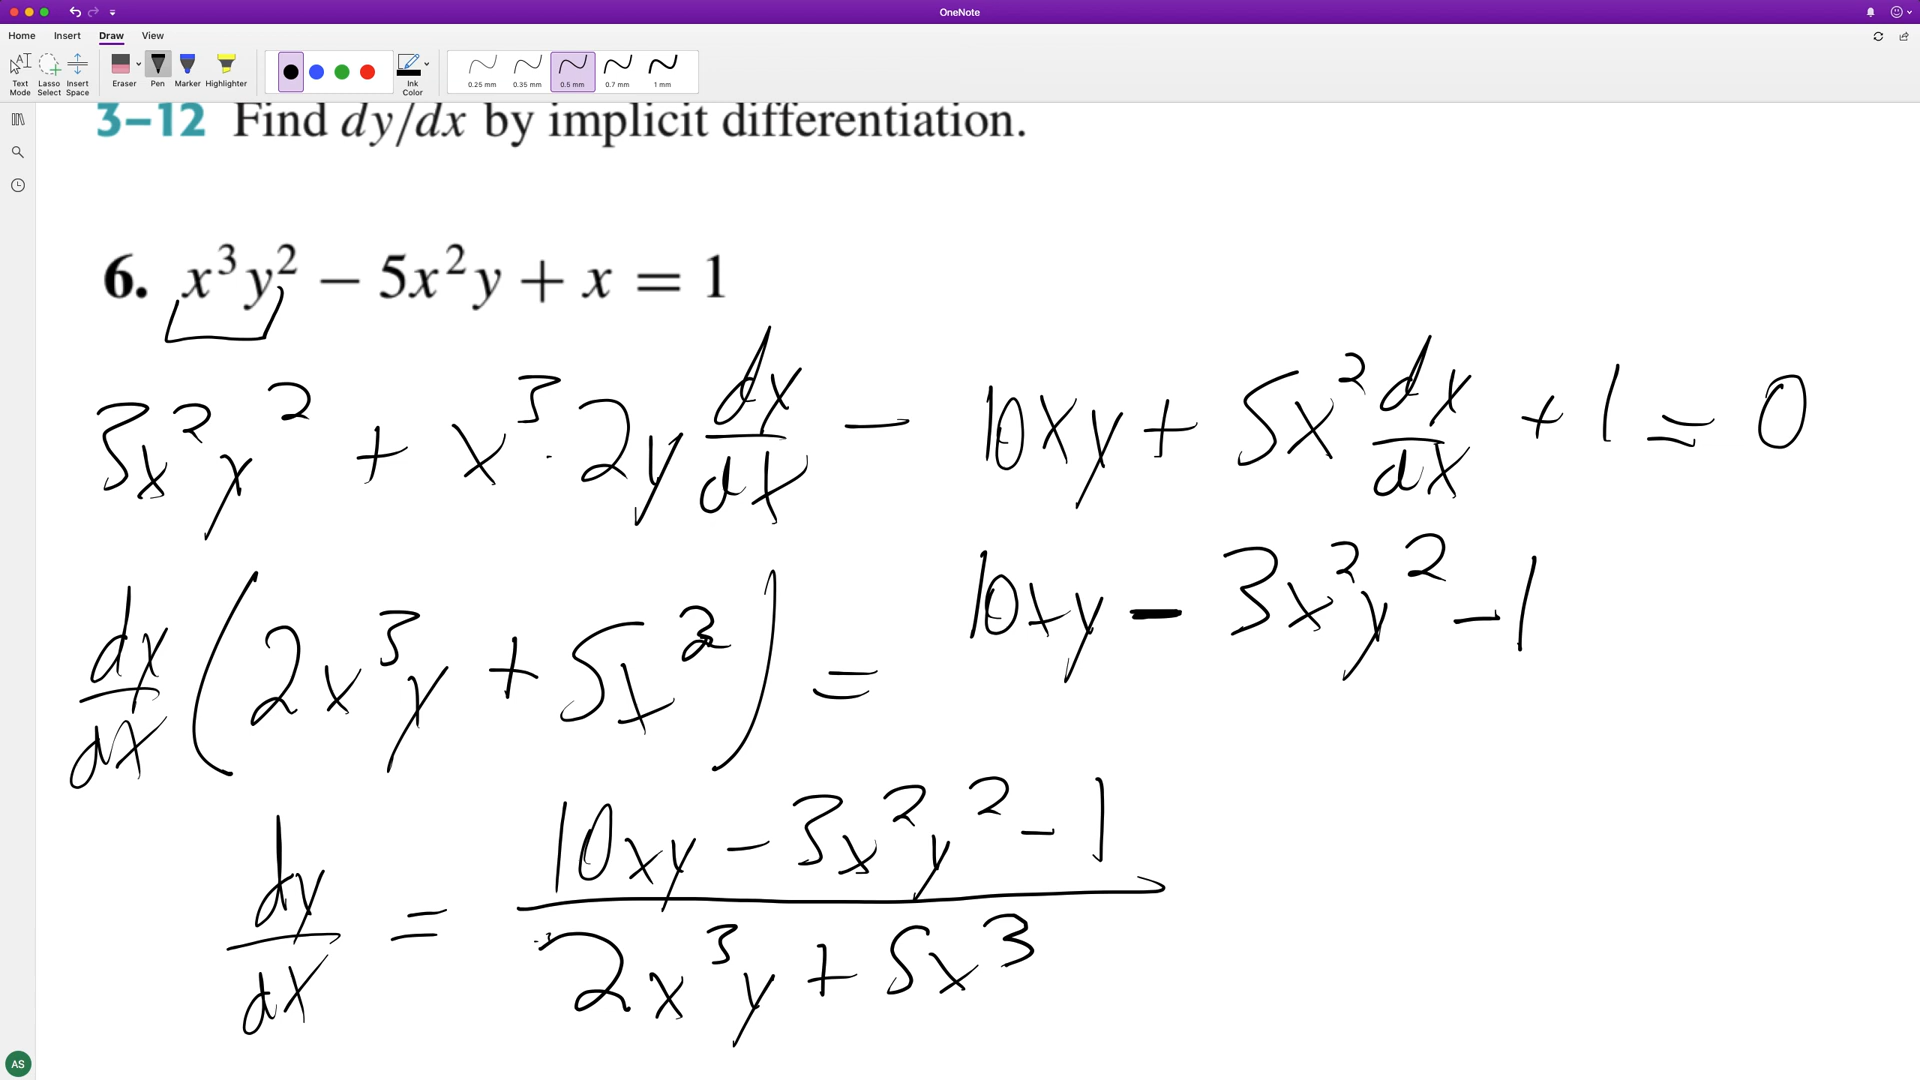 OneNote
Home Insert Draw View
Text Mode Lasso Select Insert Space Eraser Pen Marker Highlighter Ink Color 0.25 mm 0.35 mm 0.5 mm 0.7 mm 1 mm
3–12 Find dy/dx by implicit differentiation.
6. x³y² − 5x²y + x = 1
3x²y² + x³·2y dx/dx − 10xy + 5x² dx/dx + 1 = 0
dx/dx (2x³y + 5x³) = 10xy − 3x²y² − 1
dy/dx = (10xy − 3x²y² − 1)/(2x³y + 5x³)
AS